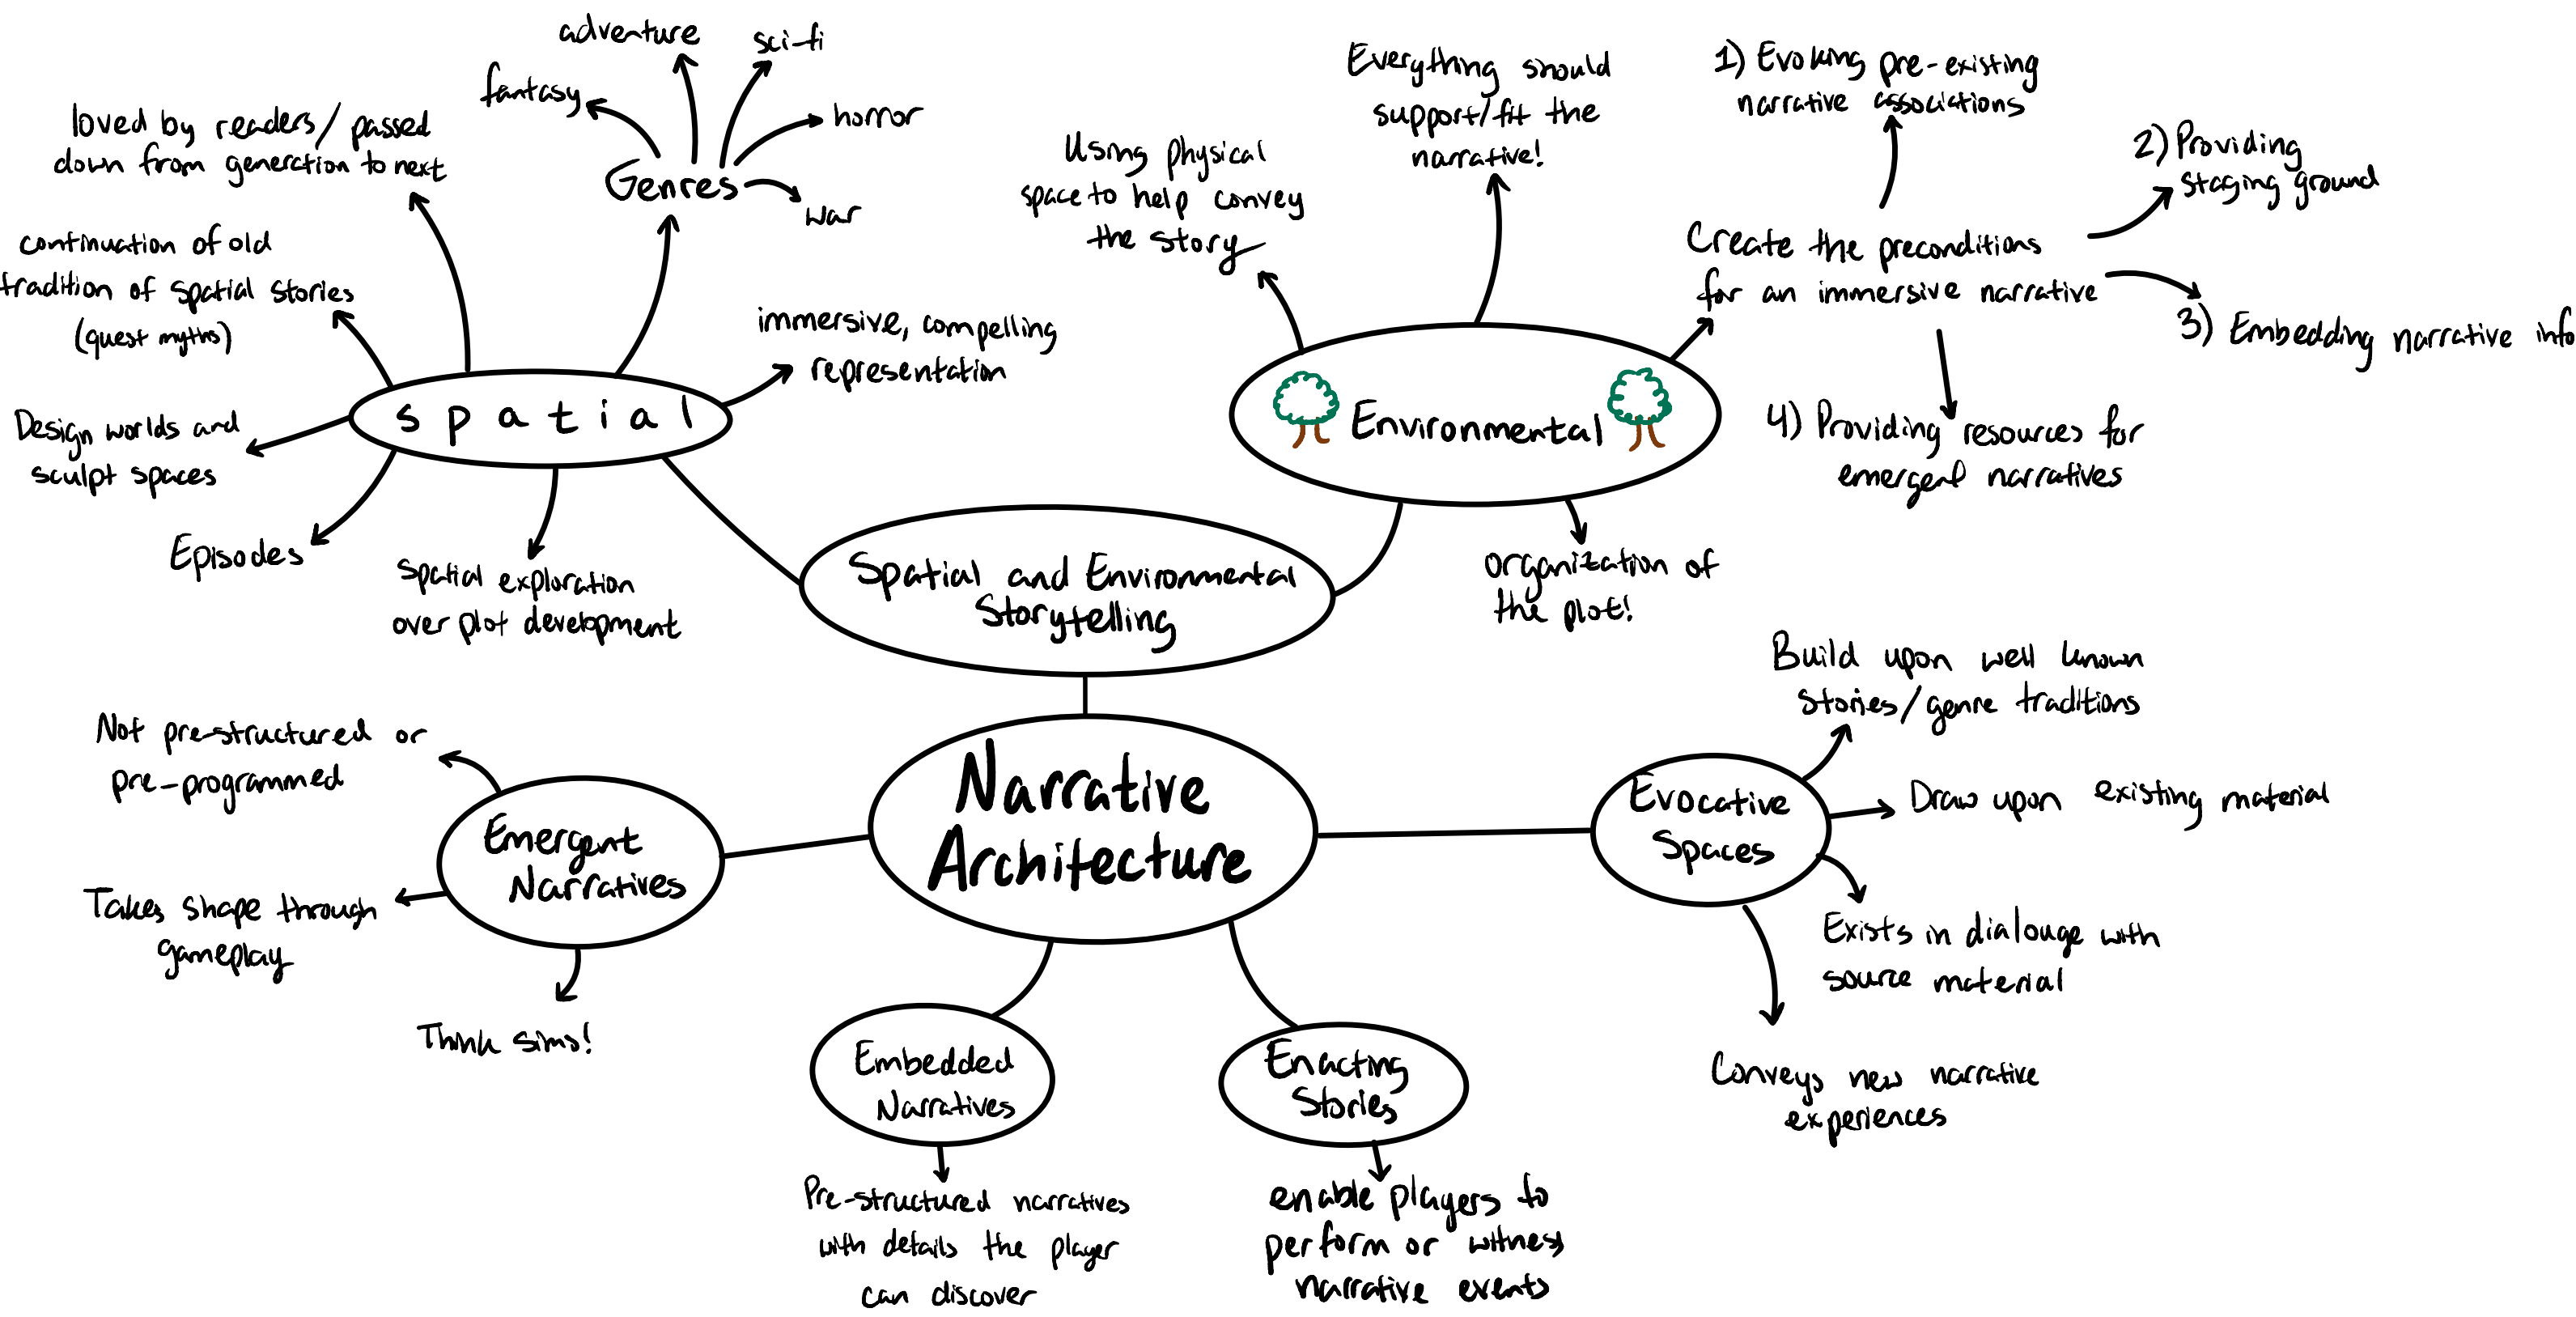 adventure
sci-fi
fantasy
horror
Genres
war
loved by readers/passed
down from generation to next
continuation of old
tradition of spatial stories
(quest myths)
immersive, compelling
representation
spatial
Design worlds and
sculpt spaces
Episodes
Spatial exploration
over plot development
Everything should
support/fit the
narrative!
Using physical
space to help convey
the story
1) Evoking pre-existing
narrative associations
2) Providing
staging ground
Create the preconditions
for an immersive narrative
3) Embedding narrative info
4) Providing resources for
emergent narratives
Environmental
organization of
the plot!
Spatial and Environmental
Storytelling
Narrative
Architecture
Not pre-structured or
pre-programmed
Emergent
Narratives
Takes shape through
gameplay
Think sims!
Embedded
Narratives
Pre-structured narratives
with details the player
can discover
Enacting
Stories
enable players to
perform or witness
narrative events
Build upon well known
stories/genre traditions
Evocative
Spaces
Draw upon existing material
Exists in dialouge with
source material
Conveys new narrative
experiences